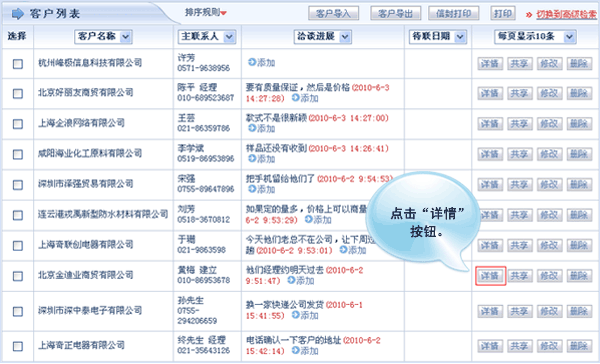 客户列表 排序规则 客户导入 客户导出 信封打印 打印 切换到高级检索
选择 客户名称 主联系人 洽谈进展 待联日期 每页显示10条
杭州峰极信息科技有限公司 许芳 添加 详情 共享 修改 删除
0571-9638956
北京好丽友商贸有限公司 陈平 经理 要有质量保证，然后是价格(2010-6-3 详情 共享 修改 删除
010-689523687 14:27:28) 添加
上海企浪网络有限公司 王芸 款式不是很新颖(2010-6-3 14:27:00) 详情 共享 修改 删除
021-86359786 添加
咸阳海业化工原料有限公司 李学斌 样品还没有收到(2010-6-3 14:26:41) 详情 共享 修改 删除
0519-86953896 添加
深圳市泽强贸易有限公司 宋强 把手机留给他们了(2010-6-2 9:54:53) 详情 共享 修改 删除
0755-89647896 添加
连云港戎禹新型防水材料有限公司 刘芳 如果定的量多，价格上可以商量 详情 共享 修改 删除
0518-3670812 6-2 9:53:29) 添加
上海奇联创电器有限公司 于璐 今天他们老总不在公司，让下周 详情 共享 修改 删除
021-9863598 6-2 9:53:01) 添加
北京金迪业商贸有限公司 黄梅 建立 他们经理约明天过去(2010-6-2 详情 共享 修改 删除
010-86953678 9:51:47) 添加
深圳市深中泰电子有限公司 孙先生 换一家快递公司发货(2010-6-1 详情 共享 修改 删除
0755- 15:41:55) 添加
294206659
上海奇正电器有限公司 佟先生 经理 电话确认一下客户的地址(2010-6-2 详情 共享 修改 删除
021-35643126 15:42:14) 添加
点击“详情”
按钮。